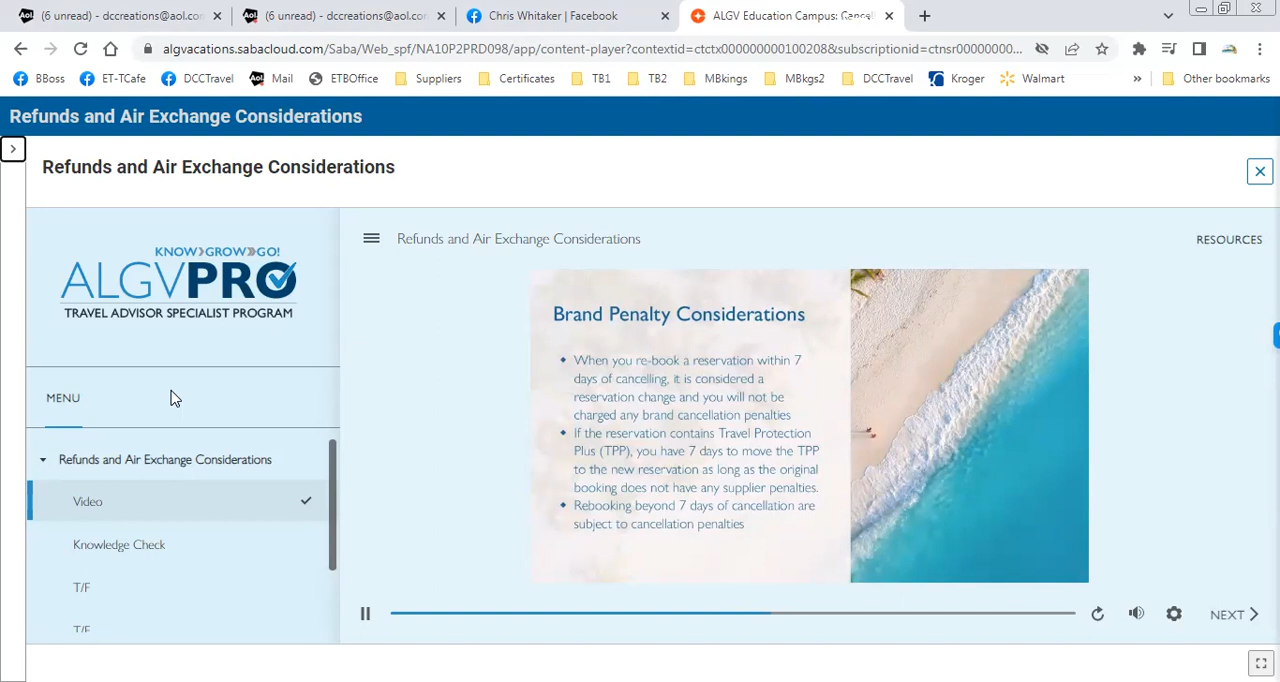 (6 unread) - dccreations@aol.co
(6 unread) - dccreations@aol.co
Chris Whitaker | Facebook
ALGV Education Campus: Cancell
algvacations.sabacloud.com/Saba/Web_spf/NA10P2PRD098/app/content-player?contextid=ctctx000000000100208&subscriptionid=ctnsr00000000...
BBoss
ET-TCafe
DCCTravel
Aol.
Mail
ETBOffice
Suppliers
Certificates
TB1
TB2
MBkings
MBkgs2
DCCTravel
Kroger
Walmart
»
Other bookmarks
Refunds and Air Exchange Considerations
Refunds and Air Exchange Considerations
KNOW>GROW>GO!
ALGVPRO
TRAVEL ADVISOR SPECIALIST PROGRAM
MENU
Refunds and Air Exchange Considerations
Video
Knowledge Check
T/F
T/F
Refunds and Air Exchange Considerations
RESOURCES
Brand Penalty Considerations
When you re-book a reservation within 7
days of cancelling, it is considered a
reservation change and you will not be
charged any brand cancellation penalties
If the reservation contains Travel Protection
Plus (TPP), you have 7 days to move the TPP
to the new reservation as long as the original
booking does not have any supplier penalties.
Rebooking beyond 7 days of cancellation are
subject to cancellation penalties
NEXT